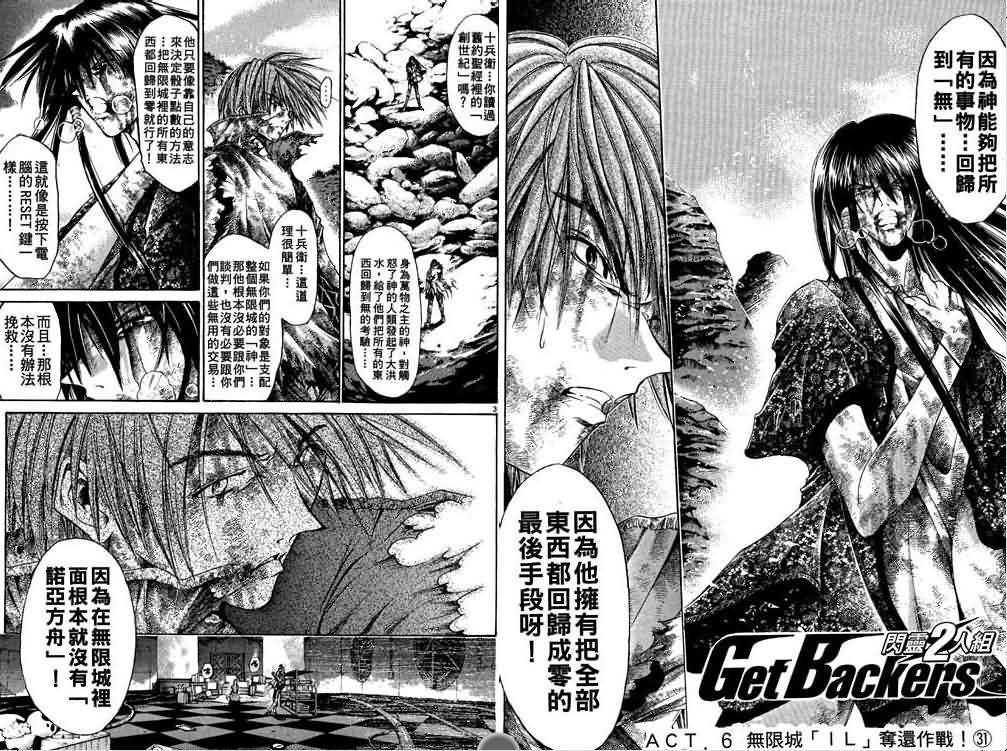 因為神能夠把所
有的事物…回歸
到「無」……
因為他擁有把全部
東西都回歸成零的
最後手段呀！
閃靈2人組
Get Backers
ACT．6 無限城「IL」奪還作戰！㉛
十兵衛…你讀過
舊約聖經裡的「
創世紀」嗎？
身為萬物之主的神，對觸
怒了神的人類發起了大洪
水，給了他們把所有的東
西回歸到無的考驗……
……
十兵衛…這道
理很簡單…
如果你們的對象是支配
整個無限城的「神」…
那他根本沒必要跟你們
談判，也沒有必要跟你
們做這些無用的交易…
他只要像靠自己的意志
來決定骰子點數的方法
…把無限城裡的所有東
西都回歸到零就行了！
這就像是按下電
腦的RESET鍵一
樣………！
而且…那根
本沒有辦法
挽救……
3
因為在無限城裡
面根本就沒有「
諾亞方舟」！